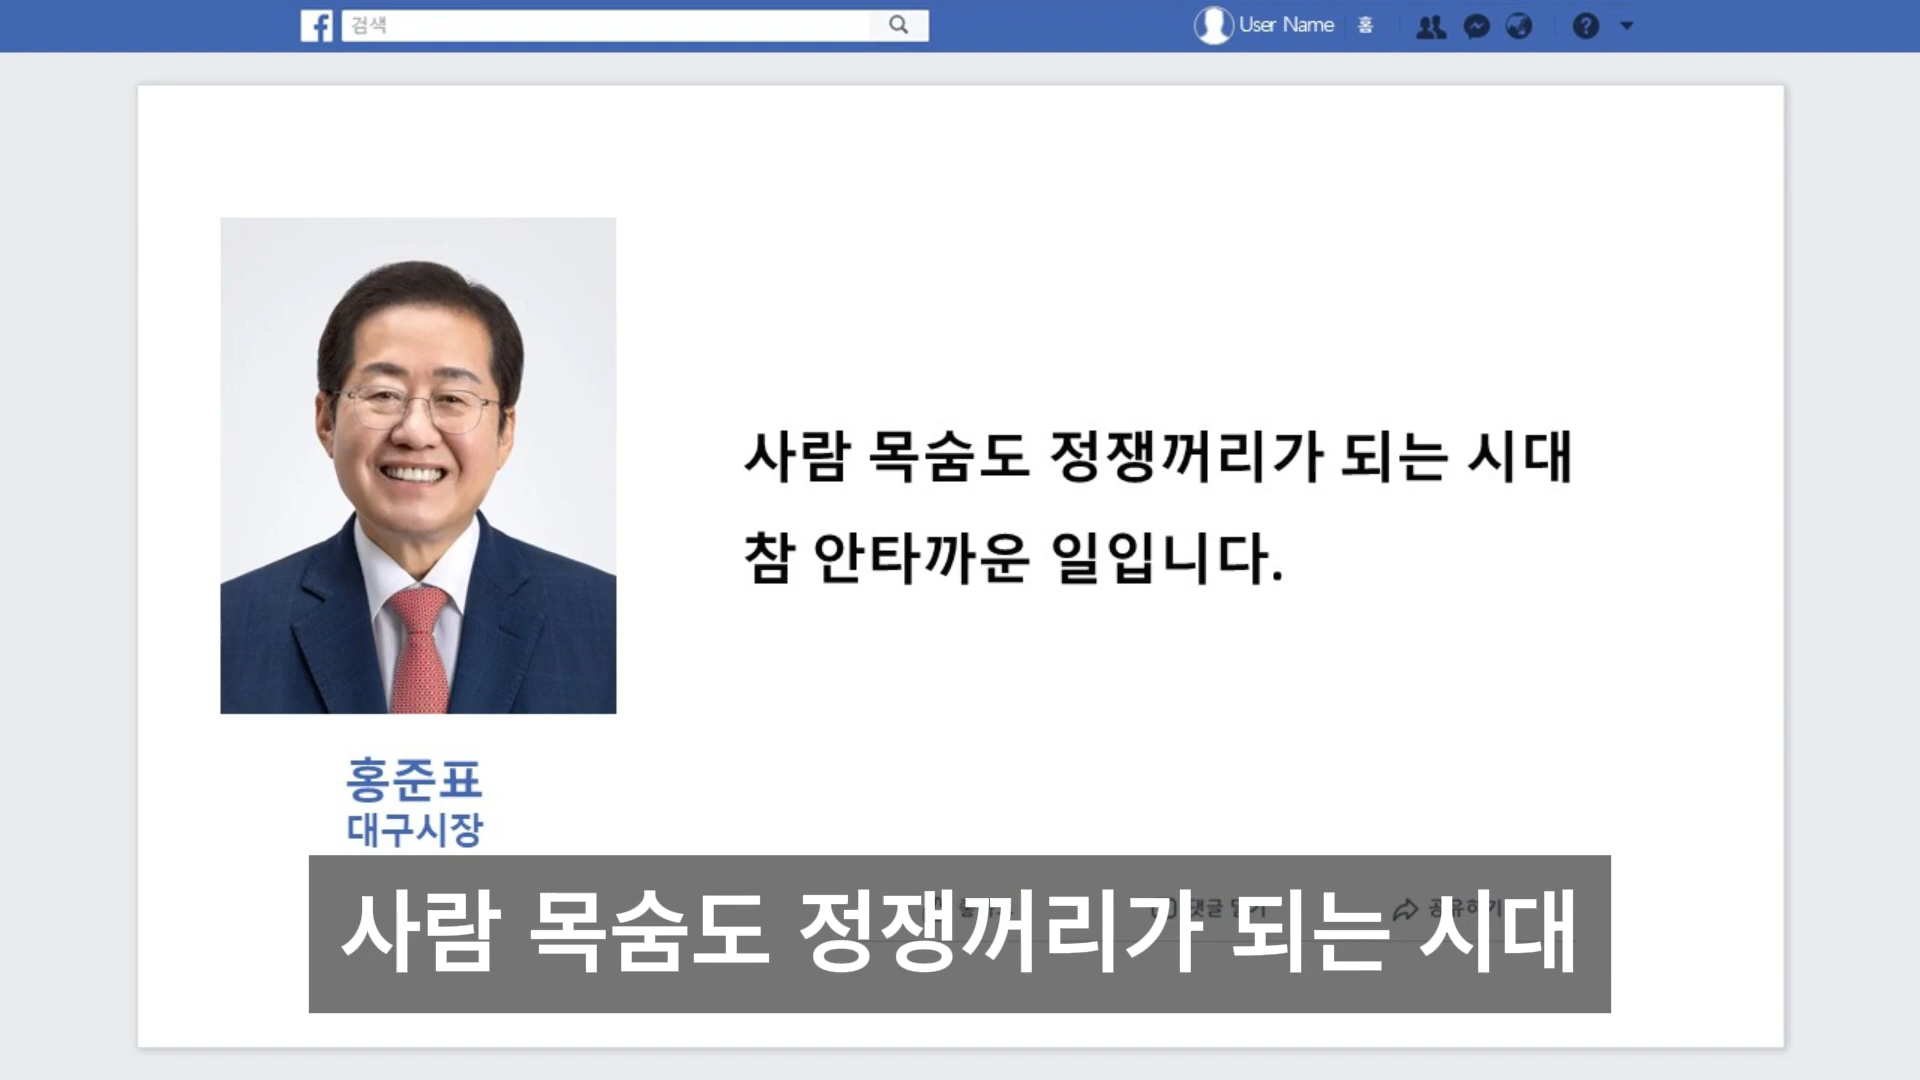 검색
User Name 홈
사람 목숨도 정쟁꺼리가 되는 시대
참 안타까운 일입니다.
홍준표
대구시장
사람 목숨도 정쟁꺼리가 되는 시대